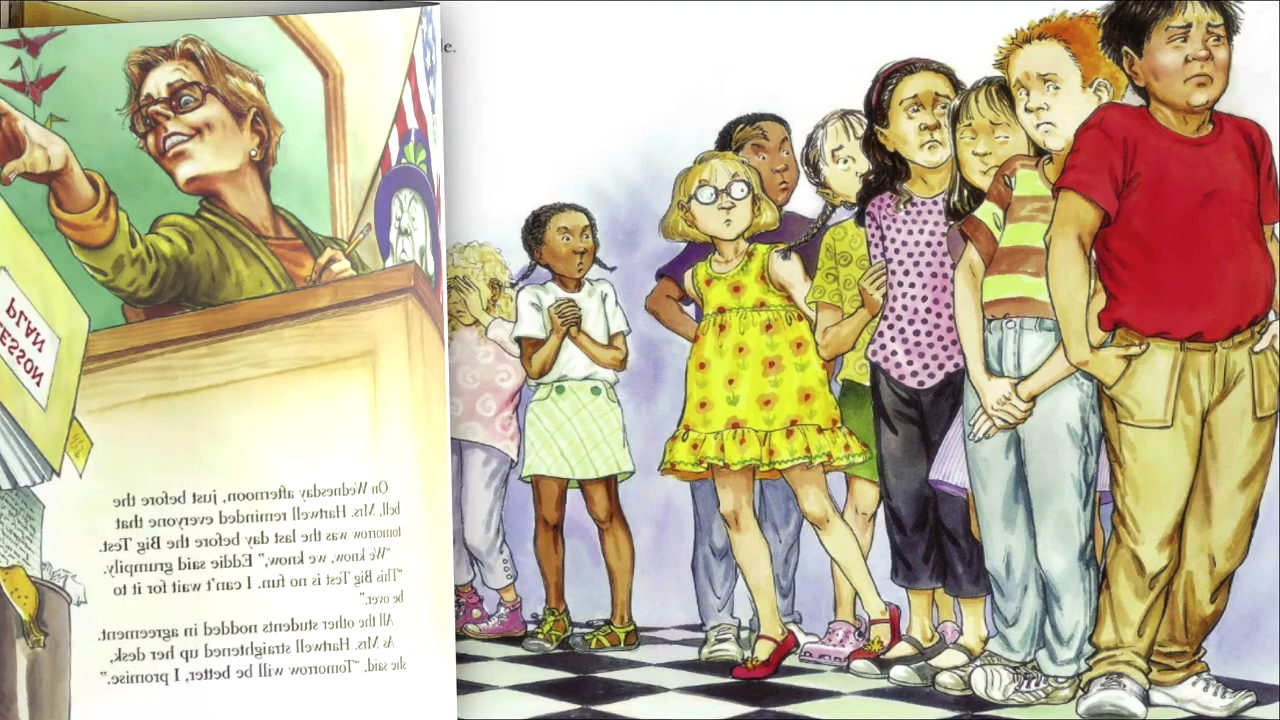 le.
LESSON
PLAN
On Wednesday afternoon, just before the
bell, Mrs. Hartwell reminded everyone that
tomorrow was the last day before the Big Test.
"We know, we know," Eddie said grumpily.
"This Big Test is no fun. I can't wait for it to
be over."
All the other students nodded in agreement.
As Mrs. Hartwell straightened up her desk,
she said, "Tomorrow will be better, I promise."